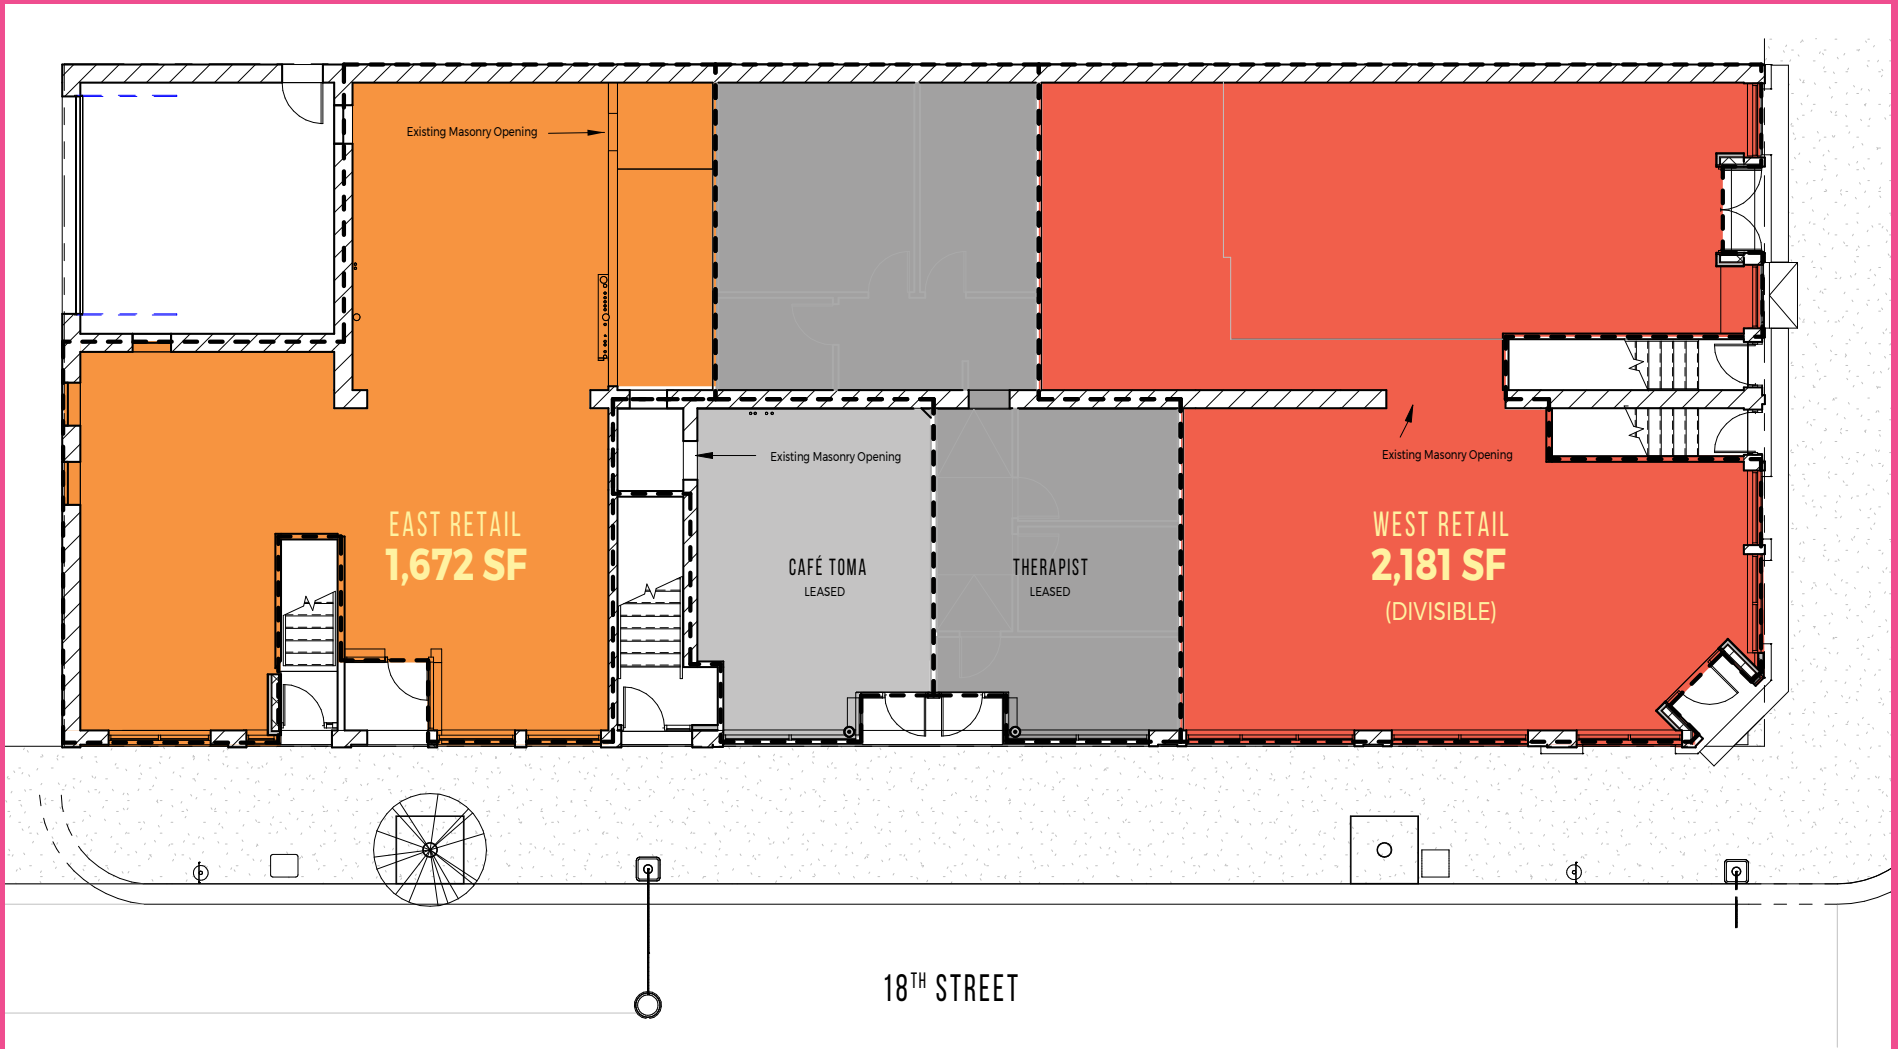 Existing Masonry Opening
Existing Masonry Opening
Existing Masonry Opening
EAST RETAIL
1,672 SF
CAFÉ TOMA
LEASED
THERAPIST
LEASED
WEST RETAIL
2,181 SF
(DIVISIBLE)
18TH STREET